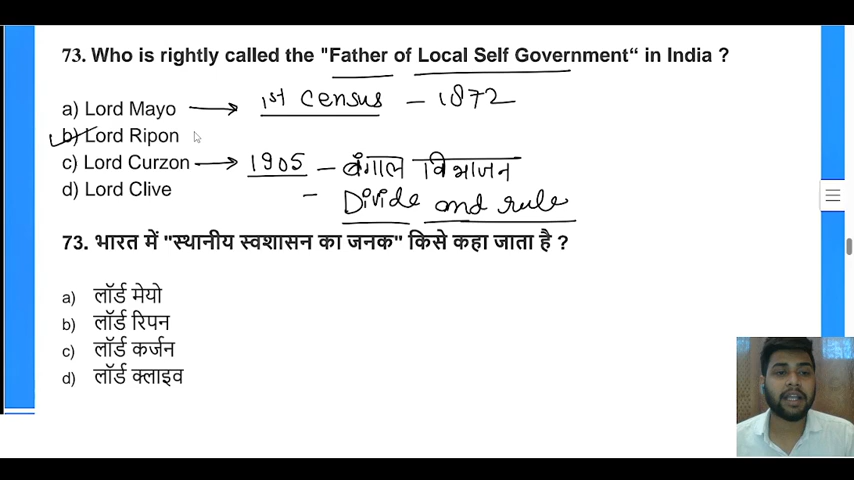 73. Who is rightly called the "Father of Local Self Government“ in India ?
a) Lord Mayo → 1st census - 1872
b) Lord Ripon
c) Lord Curzon → 1905 - बंगाल विभाजन
d) Lord Clive - Divide and rule
73. भारत में "स्थानीय स्वशासन का जनक" किसे कहा जाता है ?
a) लॉर्ड मेयो
b) लॉर्ड रिपन
c) लॉर्ड कर्जन
d) लॉर्ड क्लाइव